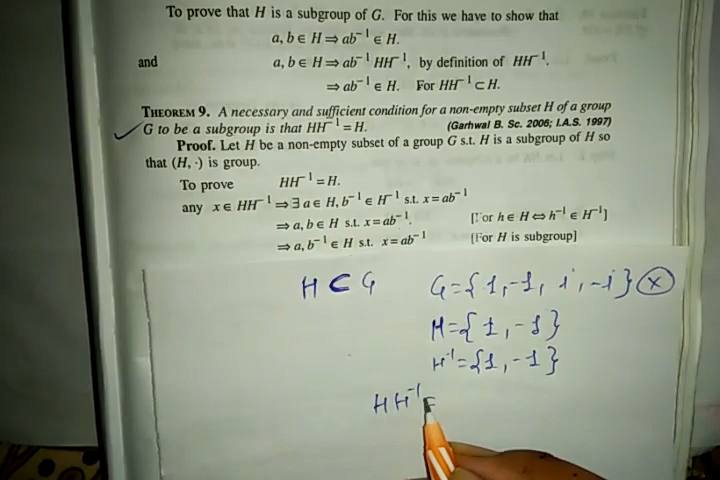 To prove that H is a subgroup of G. For this we have to show that
a, b ∈ H ⇒ ab⁻¹ ∈ H.
and a, b ∈ H ⇒ ab⁻¹ HH⁻¹, by definition of HH⁻¹.
⇒ ab⁻¹ ∈ H. For HH⁻¹ ⊂ H.
THEOREM 9. A necessary and sufficient condition for a non-empty subset H of a group
G to be a subgroup is that HH⁻¹ = H. (Garhwal B. Sc. 2006; I.A.S. 1997)
Proof. Let H be a non-empty subset of a group G s.t. H is a subgroup of H so
that (H, ·) is group.
To prove HH⁻¹ = H.
any x ∈ HH⁻¹ ⇒ ∃ a ∈ H, b⁻¹ ∈ H⁻¹ s.t. x = ab⁻¹
⇒ a, b ∈ H s.t. x = ab⁻¹. [For h ∈ H ⇔ h⁻¹ ∈ H⁻¹]
⇒ a, b⁻¹ ∈ H s.t. x = ab⁻¹ [For H is subgroup]
H ⊂ G G = {1, -1, i, -i} ×
H = {1, -1}
H⁻¹ = {1, -1}
HH⁻¹ =